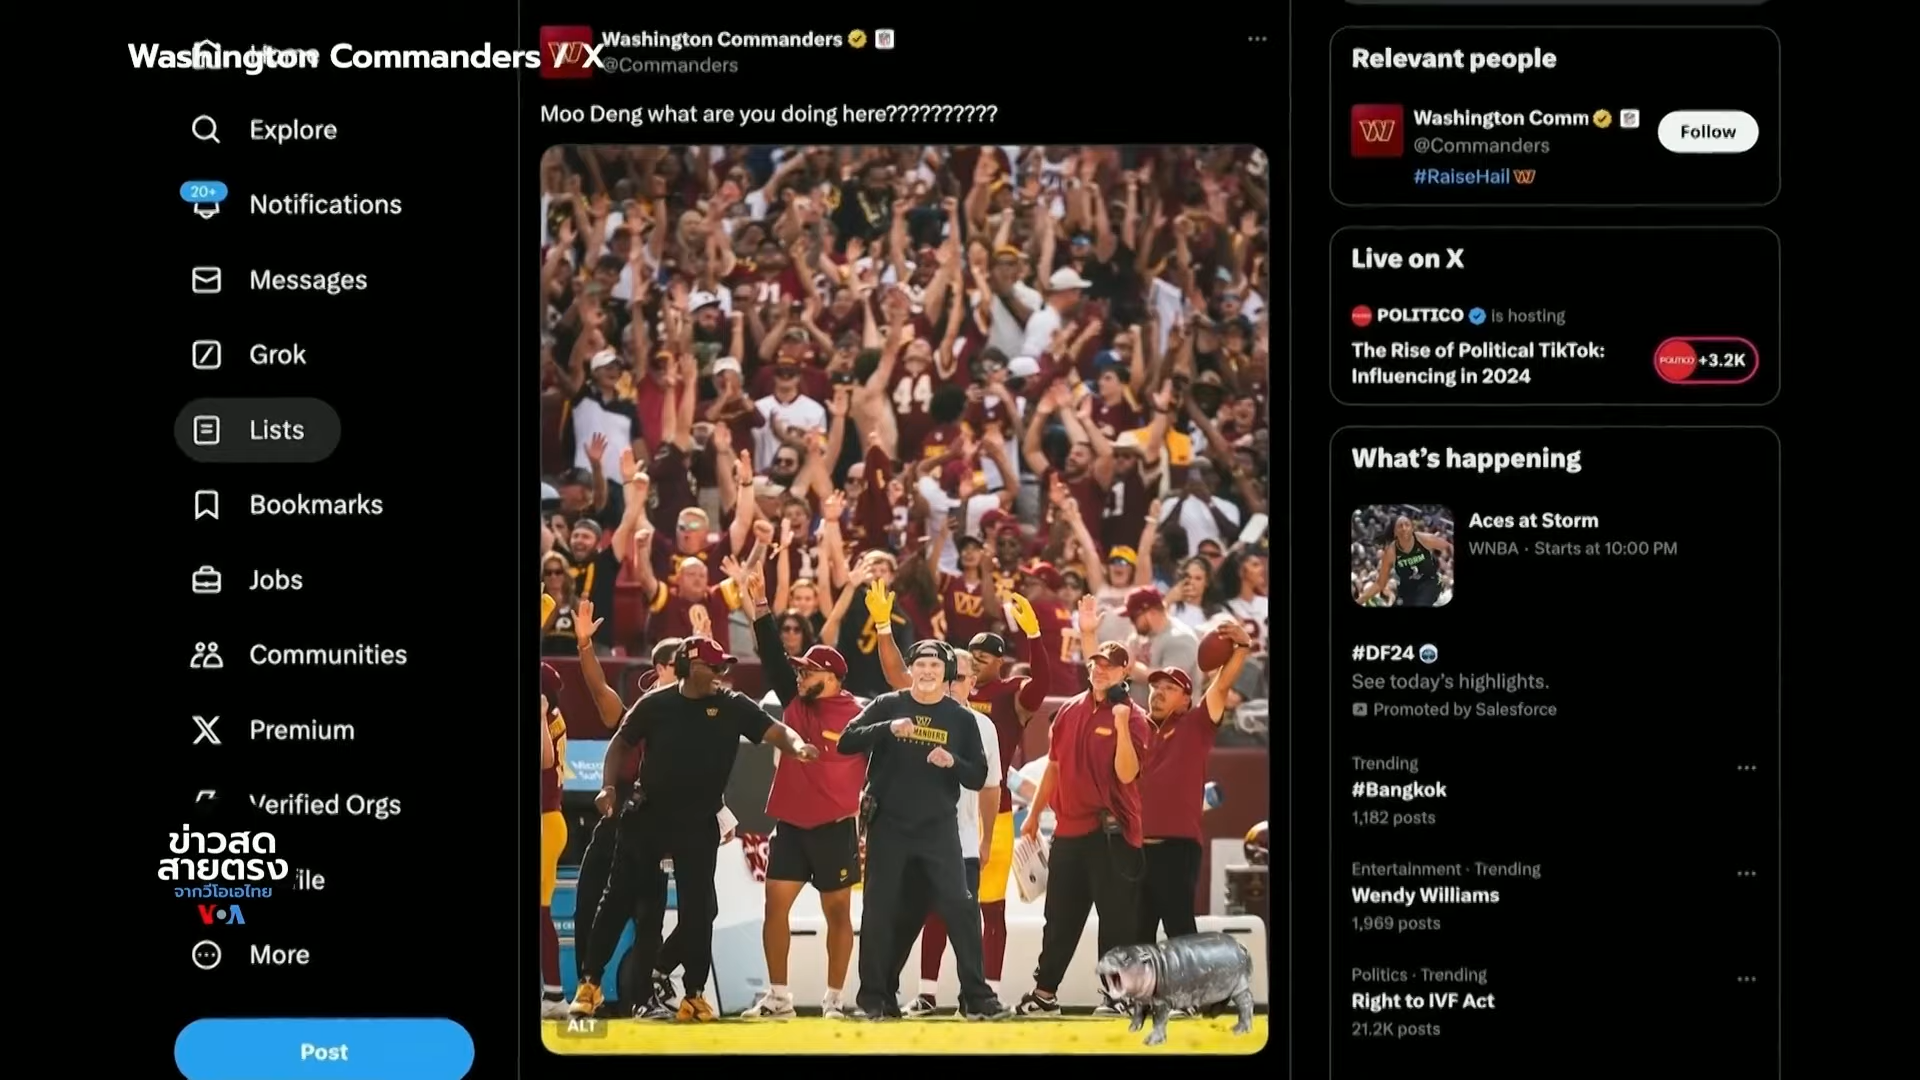 Washington Commanders / X
Explore
20+
Notifications
Messages
Grok
Lists
Bookmarks
Jobs
Communities
Premium
Verified Orgs
ข่าวสด
สายตรง
จากวีโอเอไทย
VOA
More
Post
Washington Commanders
@Commanders
Moo Deng what are you doing here??????????
44
COMMANDERS
ALT
Relevant people
Washington Comm
@Commanders
#RaiseHail
Follow
Live on X
POLITICO is hosting
The Rise of Political TikTok:
Influencing in 2024
POLITICO +3.2K
What's happening
STORM
Aces at Storm
WNBA · Starts at 10:00 PM
#DF24
See today's highlights.
Promoted by Salesforce
Trending
#Bangkok
1,182 posts
Entertainment · Trending
Wendy Williams
1,969 posts
Politics · Trending
Right to IVF Act
21.2K posts